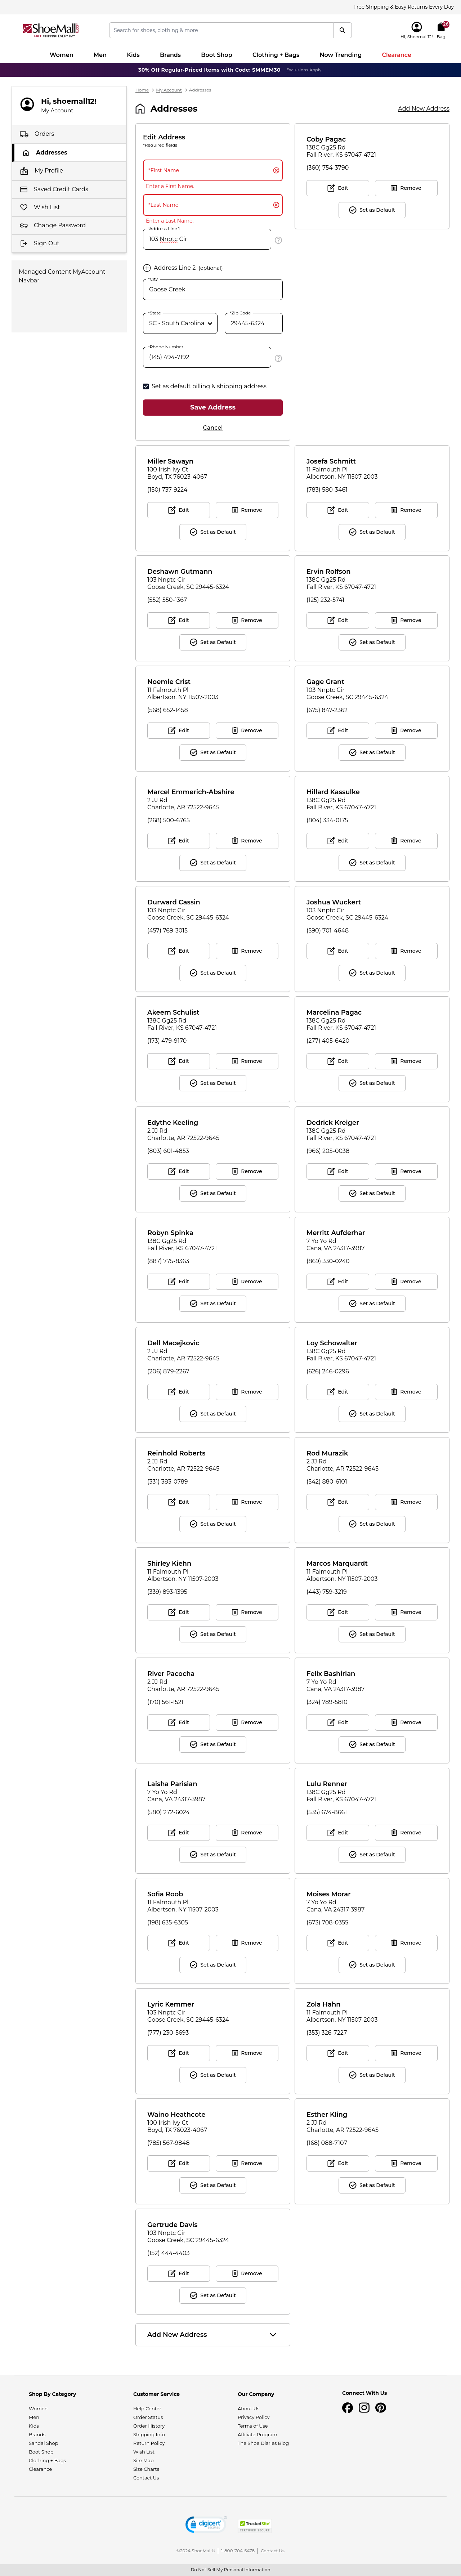 Free Shipping & Easy Returns Every Day
ShoeMall
FREE SHIPPING EVERY DAY
Search for shoes, clothing & more
Hi, Shoemall12!
Bag
Women
Men
Kids
Brands
Boot Shop
Clothing + Bags
Now Trending
Clearance
30% Off Regular-Priced Items with Code: SMMEM30
Exclusions Apply
Hi, shoemall12!
My Account
Orders
Addresses
My Profile
Saved Credit Cards
Wish List
Change Password
Sign Out
Managed Content MyAccount
Navbar
Home > My Account > Addresses
Addresses
Add New Address
Edit Address
*Required fields
*First Name
Enter a First Name
*Last Name
Enter a Last Name
*Address Line 1
103 Nnptc Cir
Address Line 2 (optional)
*City
Goose Creek
*State
SC - South Carolina
*Zip Code
29445-6324
*Phone Number
(145) 494-7192
Set as default billing & shipping address
Save Address
Cancel
Coby Pagac
138C Gg25 Rd
Fall River, KS 67047-4721
(360) 754-3790
Edit
Remove
Set as Default
Miller Sawayn
100 Irish Ivy Ct
Boyd, TX 76023-4067
(150) 737-9224
Edit
Remove
Set as Default
Josefa Schmitt
11 Falmouth Pl
Albertson, NY 11507-2003
(783) 580-3461
Edit
Remove
Set as Default
Deshawn Gutmann
103 Nnptc Cir
Goose Creek, SC 29445-6324
(552) 550-1367
Edit
Remove
Set as Default
Ervin Rolfson
138C Gg25 Rd
Fall River, KS 67047-4721
(125) 232-5741
Edit
Remove
Set as Default
Noemie Crist
11 Falmouth Pl
Albertson, NY 11507-2003
(568) 652-1458
Edit
Remove
Set as Default
Gage Grant
103 Nnptc Cir
Goose Creek, SC 29445-6324
(675) 847-2362
Edit
Remove
Set as Default
Marcel Emmerich-Abshire
2 JJ Rd
Charlotte, AR 72522-9645
(268) 500-6765
Edit
Remove
Set as Default
Hillard Kassulke
138C Gg25 Rd
Fall River, KS 67047-4721
(804) 334-0175
Edit
Remove
Set as Default
Durward Cassin
103 Nnptc Cir
Goose Creek, SC 29445-6324
(457) 769-3015
Edit
Remove
Set as Default
Joshua Wuckert
103 Nnptc Cir
Goose Creek, SC 29445-6324
(590) 701-4648
Edit
Remove
Set as Default
Akeem Schulist
138C Gg25 Rd
Fall River, KS 67047-4721
(173) 479-9170
Edit
Remove
Set as Default
Marcelina Pagac
138C Gg25 Rd
Fall River, KS 67047-4721
(277) 405-6420
Edit
Remove
Set as Default
Edythe Keeling
2 JJ Rd
Charlotte, AR 72522-9645
(803) 601-4853
Edit
Remove
Set as Default
Dedrick Kreiger
138C Gg25 Rd
Fall River, KS 67047-4721
(966) 205-0038
Edit
Remove
Set as Default
Robyn Spinka
138C Gg25 Rd
Fall River, KS 67047-4721
(887) 775-8363
Edit
Remove
Set as Default
Merritt Aufderhar
7 Yo Yo Rd
Cana, VA 24317-3987
(869) 330-0240
Edit
Remove
Set as Default
Dell Macejkovic
2 JJ Rd
Charlotte, AR 72522-9645
(206) 879-2267
Edit
Remove
Set as Default
Loy Schowalter
138C Gg25 Rd
Fall River, KS 67047-4721
(626) 246-0296
Edit
Remove
Set as Default
Reinhold Roberts
2 JJ Rd
Charlotte, AR 72522-9645
(331) 383-0789
Edit
Remove
Set as Default
Rod Murazik
2 JJ Rd
Charlotte, AR 72522-9645
(542) 880-6101
Edit
Remove
Set as Default
Shirley Kiehn
11 Falmouth Pl
Albertson, NY 11507-2003
(339) 893-1395
Edit
Remove
Set as Default
Marcos Marquardt
11 Falmouth Pl
Albertson, NY 11507-2003
(443) 759-3219
Edit
Remove
Set as Default
River Pacocha
2 JJ Rd
Charlotte, AR 72522-9645
(170) 561-1521
Edit
Remove
Set as Default
Felix Bashirian
7 Yo Yo Rd
Cana, VA 24317-3987
(324) 789-5810
Edit
Remove
Set as Default
Laisha Parisian
7 Yo Yo Rd
Cana, VA 24317-3987
(580) 272-6024
Edit
Remove
Set as Default
Lulu Renner
138C Gg25 Rd
Fall River, KS 67047-4721
(535) 674-8661
Edit
Remove
Set as Default
Sofia Roob
11 Falmouth Pl
Albertson, NY 11507-2003
(198) 635-6305
Edit
Remove
Set as Default
Moises Morar
7 Yo Yo Rd
Cana, VA 24317-3987
(673) 708-0355
Edit
Remove
Set as Default
Lyric Kemmer
103 Nnptc Cir
Goose Creek, SC 29445-6324
(777) 230-5693
Edit
Remove
Set as Default
Zola Hahn
11 Falmouth Pl
Albertson, NY 11507-2003
(353) 326-7227
Edit
Remove
Set as Default
Waino Heathcote
100 Irish Ivy Ct
Boyd, TX 76023-4067
(785) 567-9848
Edit
Remove
Set as Default
Esther Kling
2 JJ Rd
Charlotte, AR 72522-9645
(168) 088-7107
Edit
Remove
Set as Default
Gertrude Davis
103 Nnptc Cir
Goose Creek, SC 29445-6324
(152) 444-4403
Edit
Remove
Set as Default
Add New Address
Shop By Category
Women
Men
Kids
Brands
Sandal Shop
Boot Shop
Clothing + Bags
Clearance
Customer Service
Help Center
Order Status
Order History
Shipping Info
Return Policy
Wish List
Site Map
Size Charts
Contact Us
Our Company
About Us
Privacy Policy
Terms of Use
Affiliate Program
The Shoe Diaries Blog
Connect With Us
digicert
TrustedSite
CERTIFIED SECURE
©2024 ShoeMall® | 1-800-704-5478 | Contact Us
Do Not Sell My Personal Information